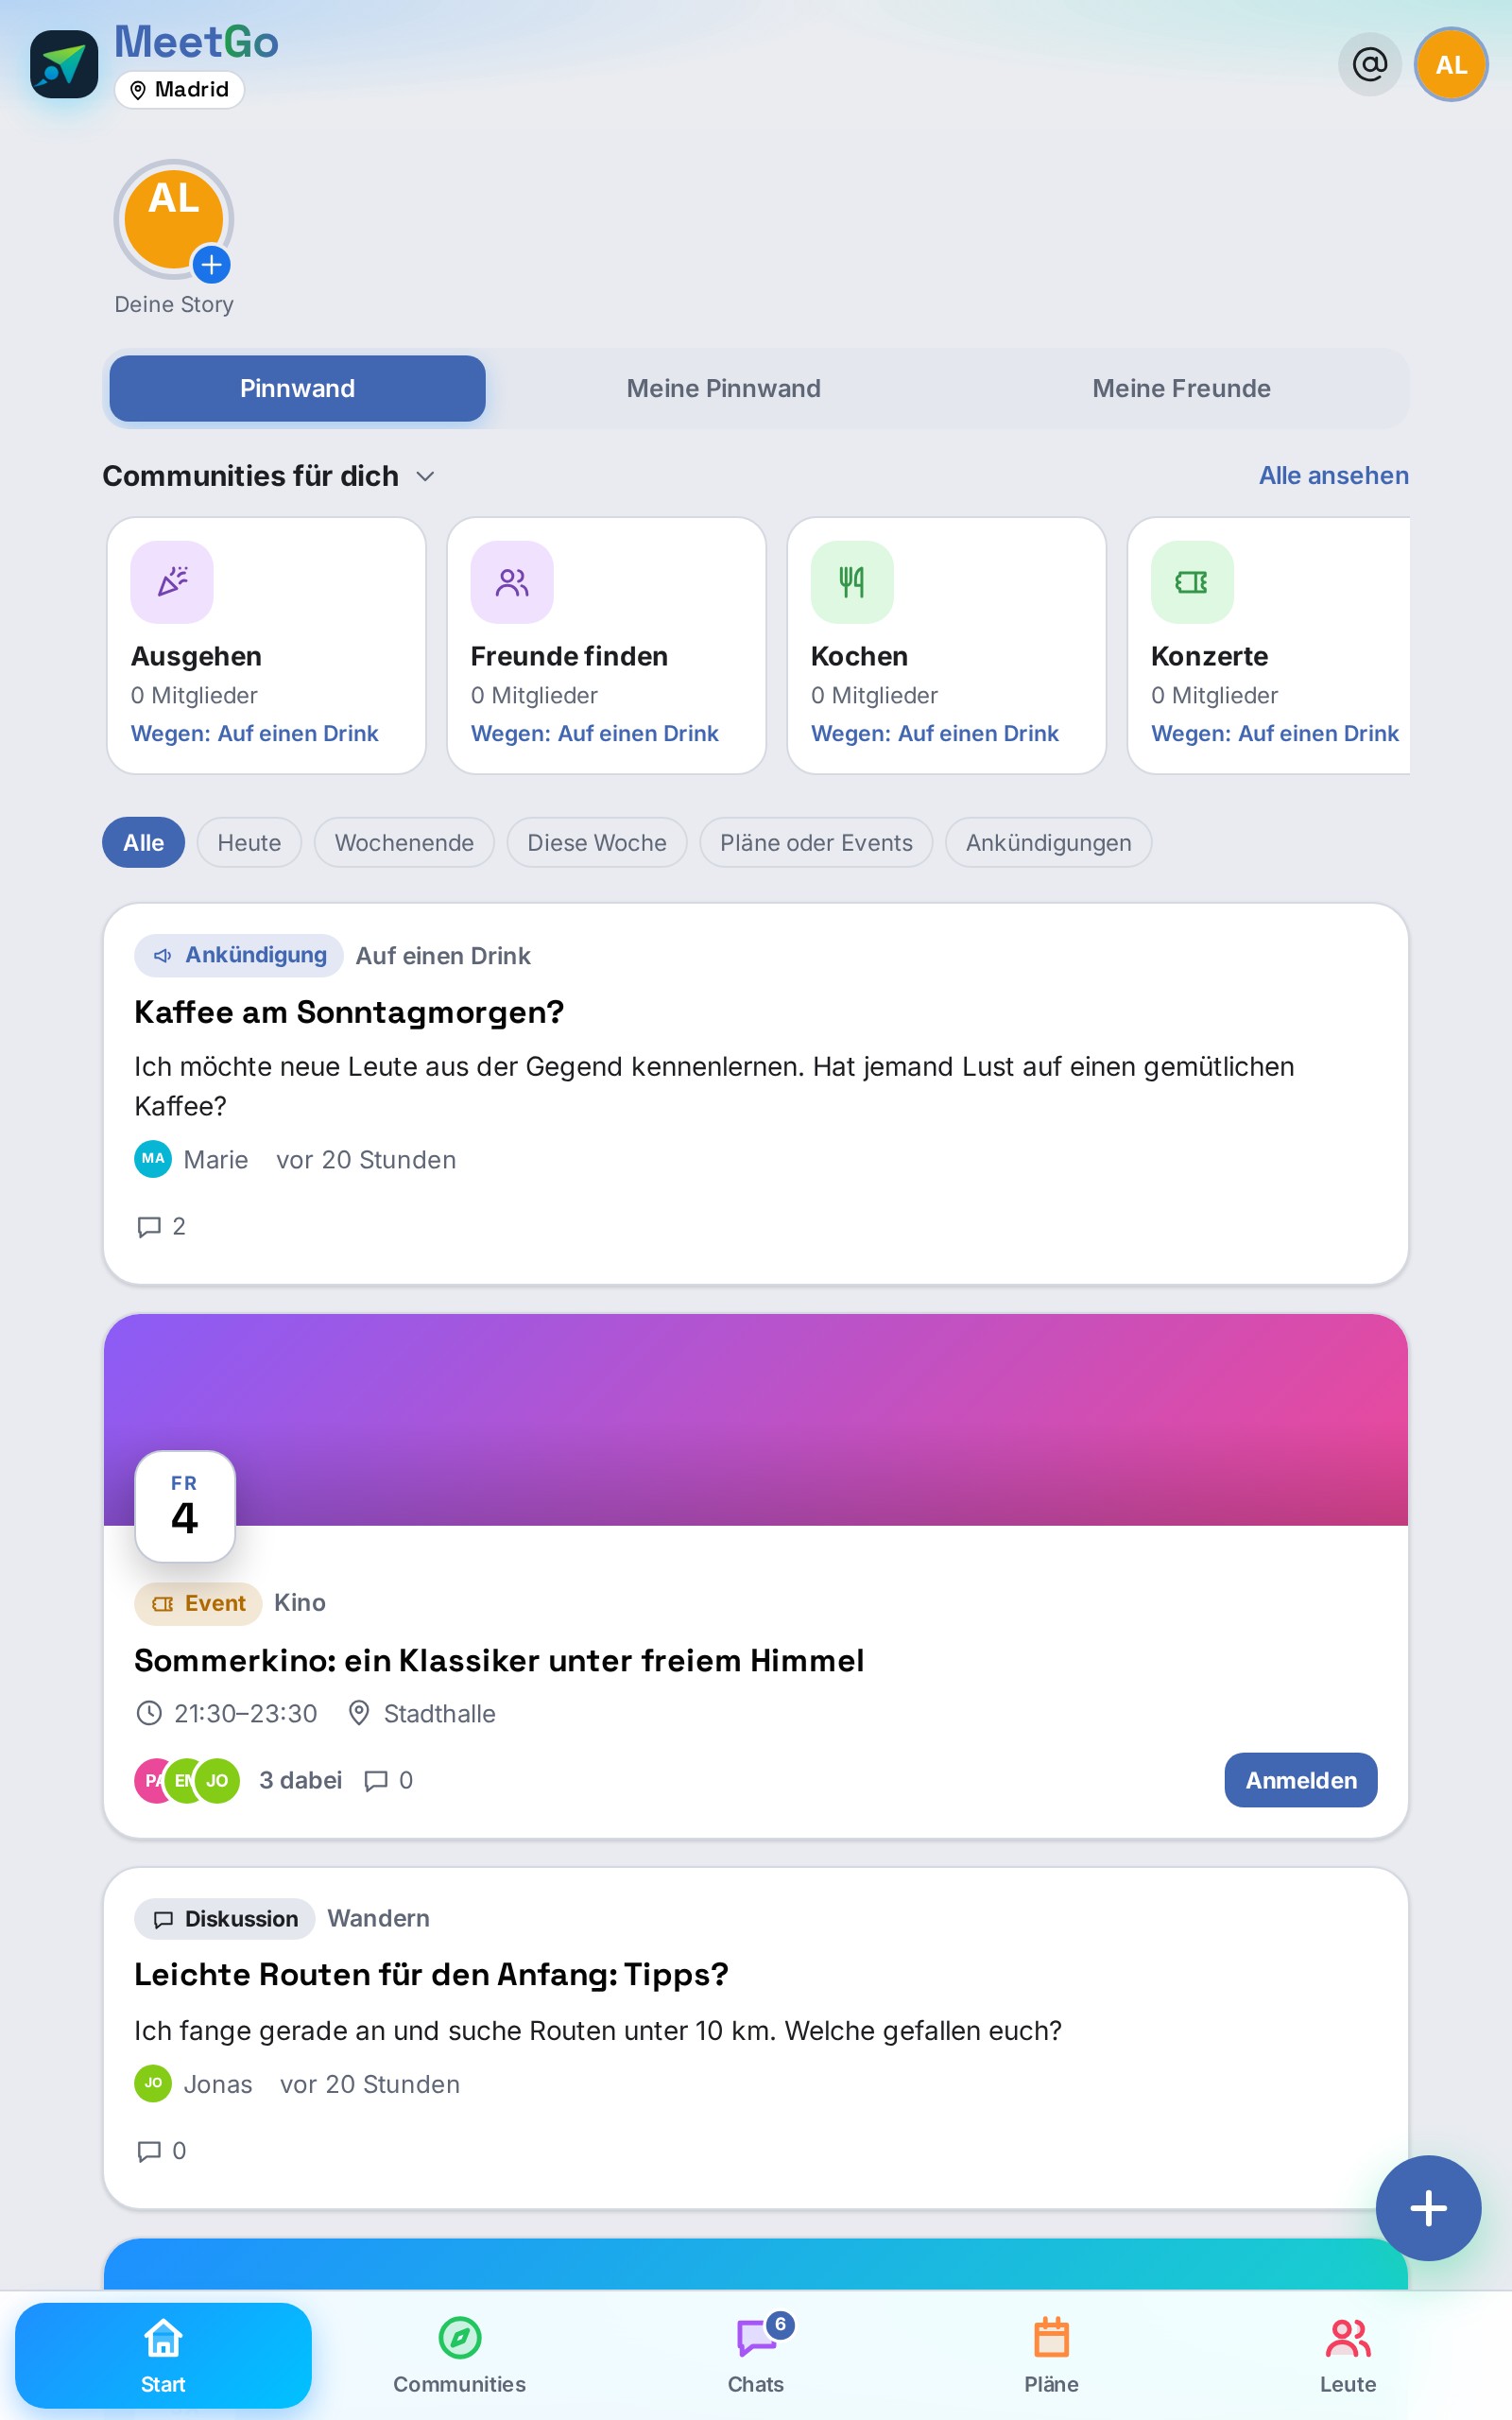 MeetGo
Madrid
@
AL
AL
Deine Story
Pinnwand
Meine Pinnwand
Meine Freunde
Communities für dich
Alle ansehen
Ausgehen
0 Mitglieder
Wegen: Auf einen Drink
Freunde finden
0 Mitglieder
Wegen: Auf einen Drink
Kochen
0 Mitglieder
Wegen: Auf einen Drink
Konzerte
0 Mitglieder
Wegen: Auf einen Drink
Alle
Heute
Wochenende
Diese Woche
Pläne oder Events
Ankündigungen
Ankündigung Auf einen Drink
Kaffee am Sonntagmorgen?
Ich möchte neue Leute aus der Gegend kennenlernen. Hat jemand Lust auf einen gemütlichen
Kaffee?
MA Marie vor 20 Stunden
2
FR
4
Event Kino
Sommerkino: ein Klassiker unter freiem Himmel
21:30–23:30 Stadthalle
PA EM JO 3 dabei 0
Anmelden
Diskussion Wandern
Leichte Routen für den Anfang: Tipps?
Ich fange gerade an und suche Routen unter 10 km. Welche gefallen euch?
JO Jonas vor 20 Stunden
0
Start
Communities
6
Chats
Pläne
Leute